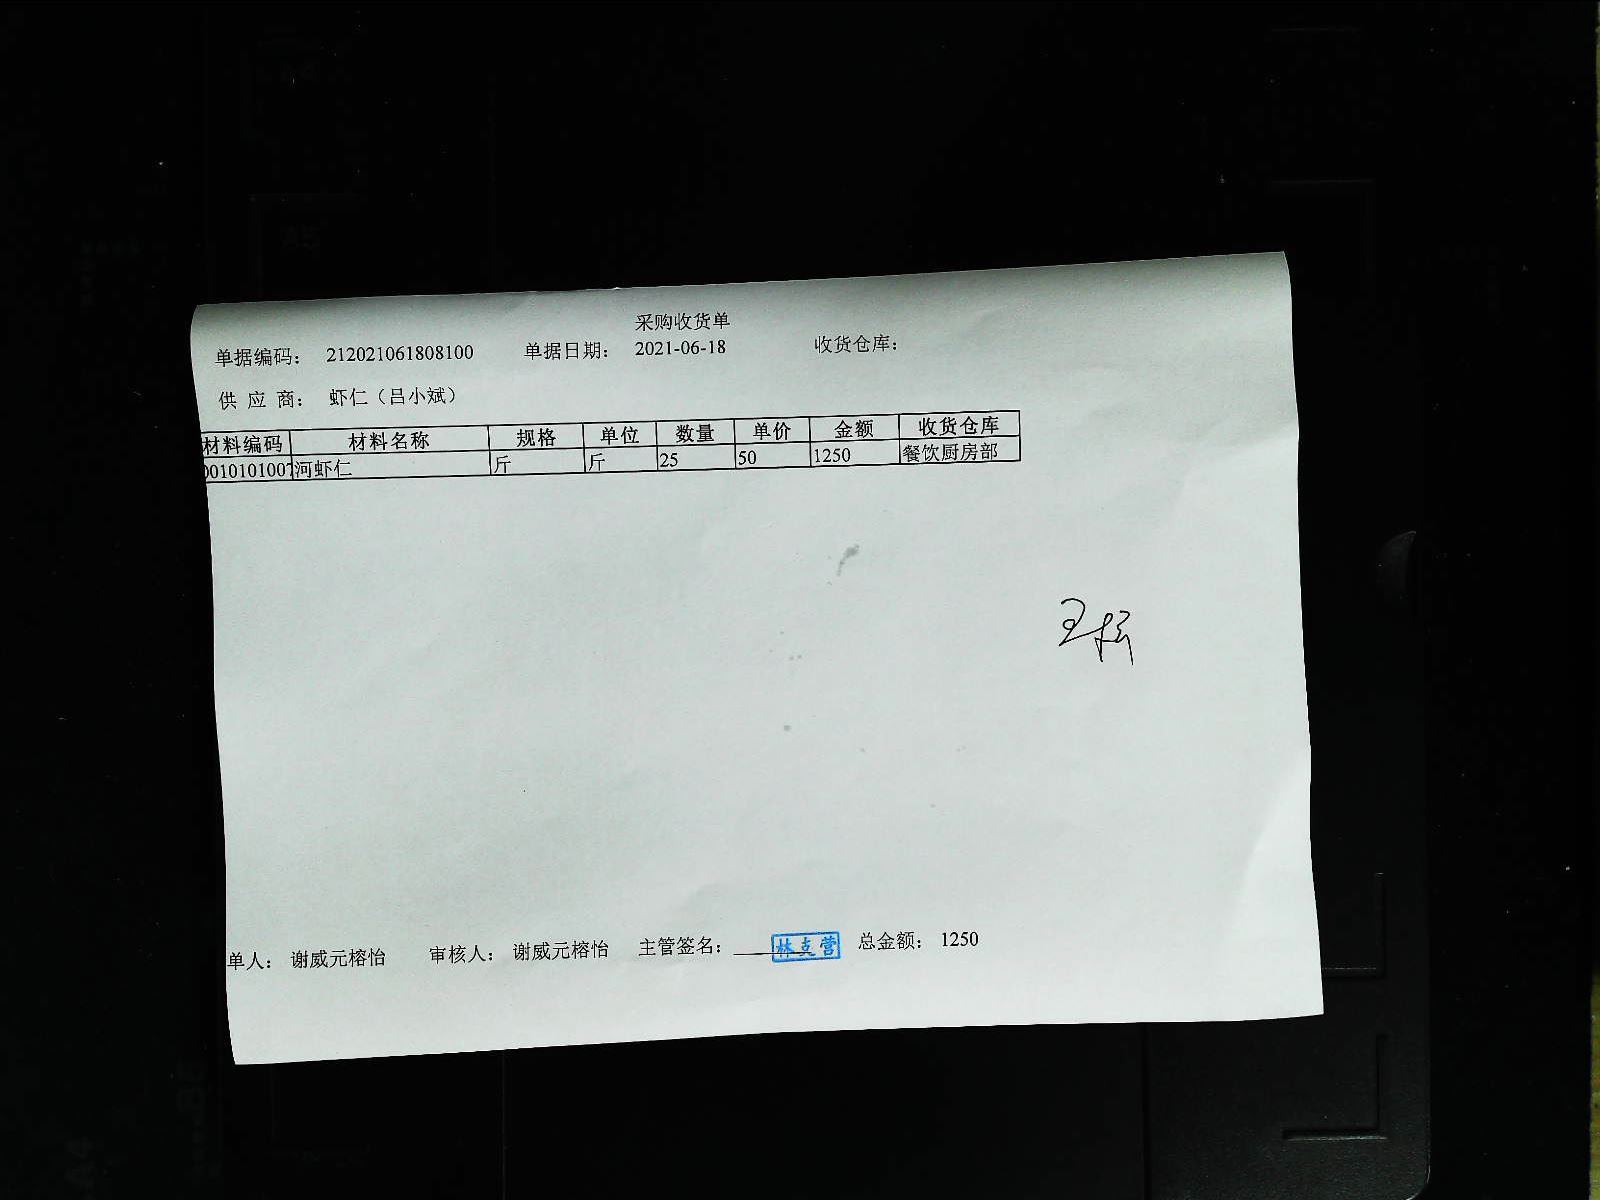 采购收货单
单据编码： 212021061808100 单据日期： 2021-06-18 收货仓库：
供 应 商： 虾仁（吕小斌）
材料编码 材料名称 规格 单位 数量 单价 金额 收货仓库
0010101007 河虾仁 斤 斤 25 50 1250 餐饮厨房部
单人： 谢威元榕怡 审核人： 谢威元榕怡 主管签名： 林克营 总金额： 1250
A5
A4